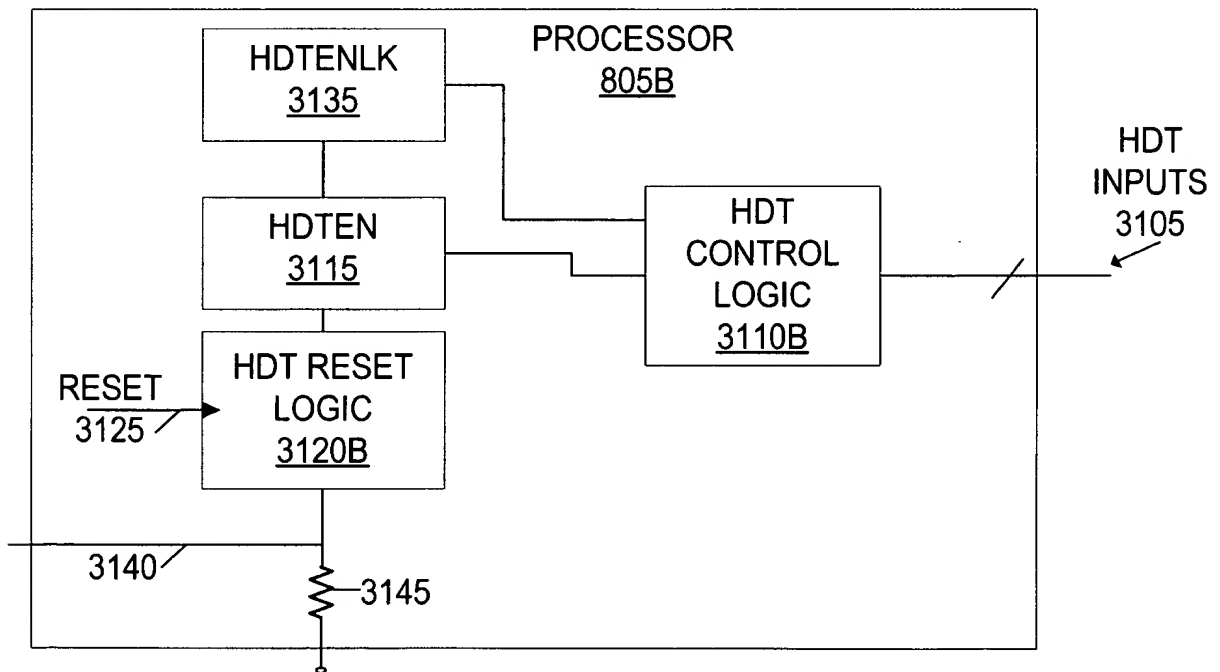 PROCESSOR
805B
HDTENLK
3135
HDT
INPUTS
3105
HDTEN
3115
HDT
CONTROL
LOGIC
3110B
HDT RESET
LOGIC
3120B
RESET
3125
3140
3145